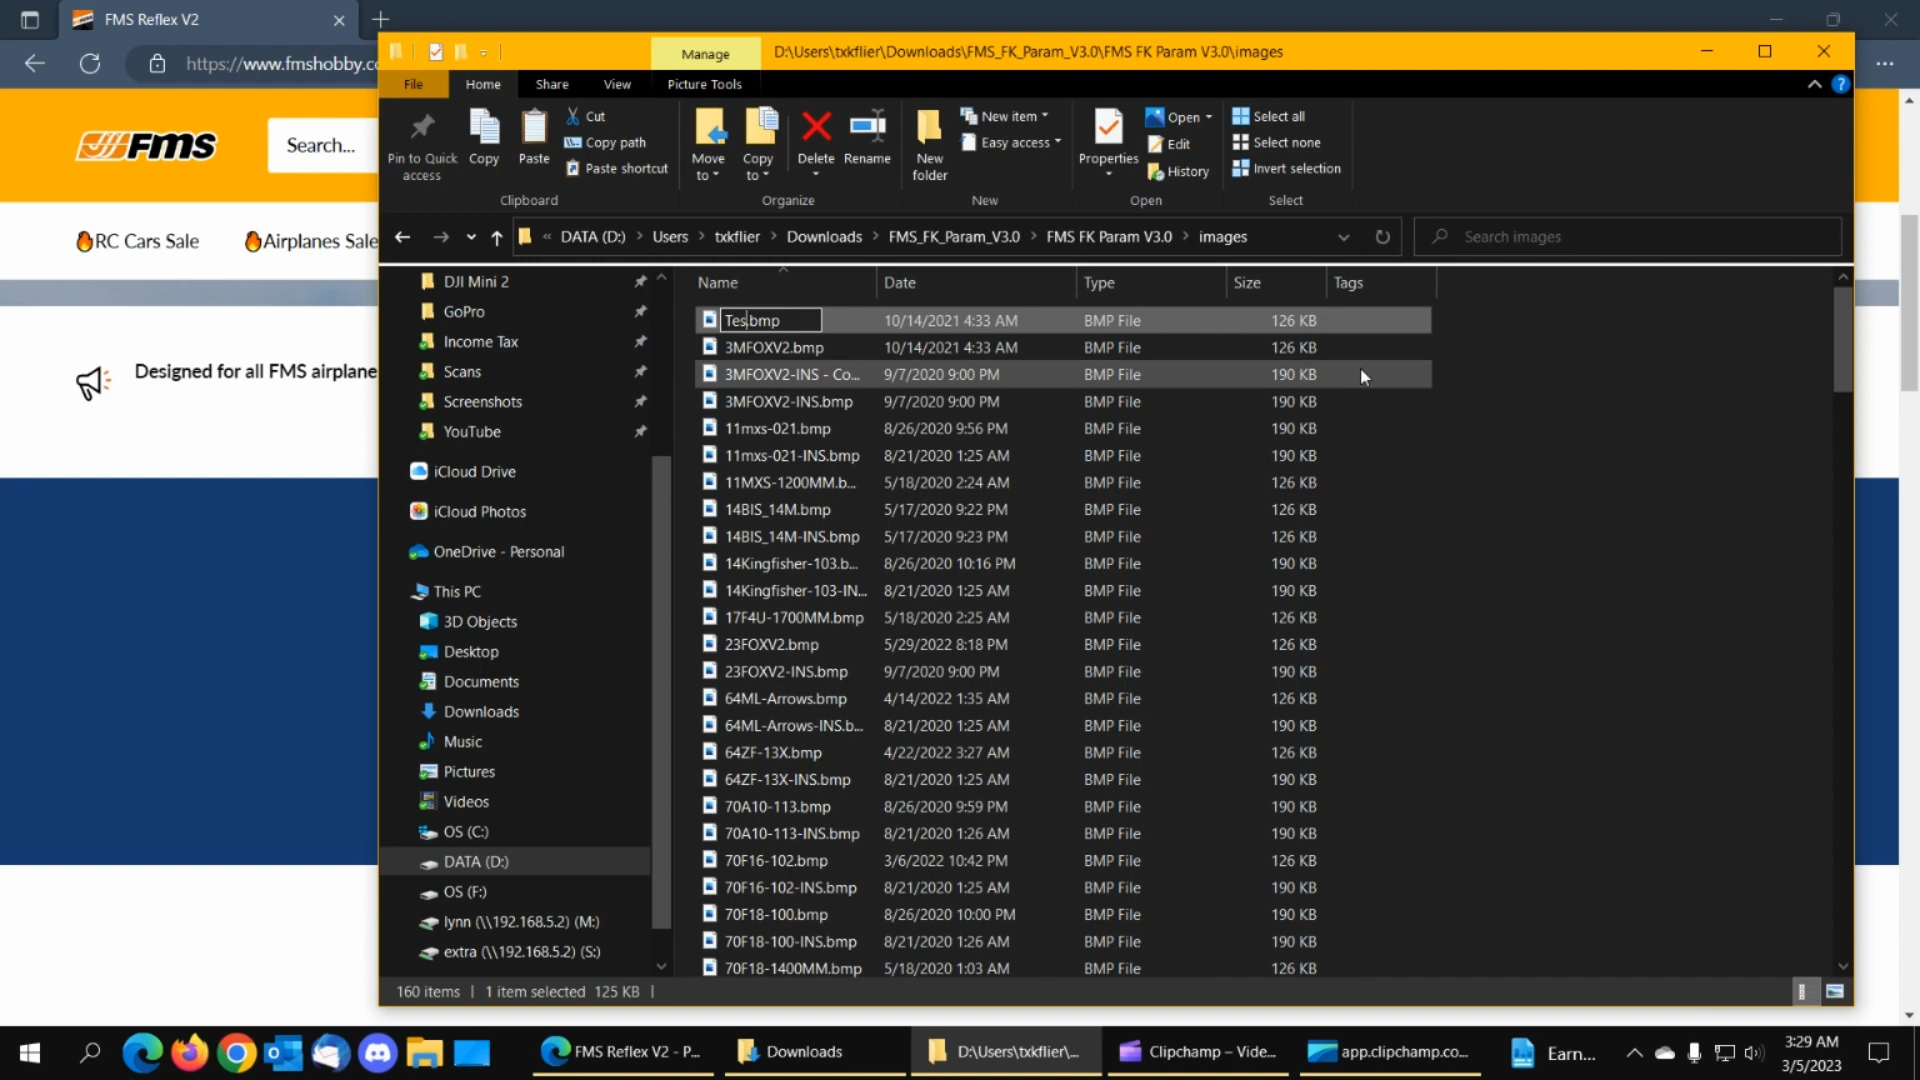 FMS Reflex V2
https://www.fmshobby.co
Manage
D:\Users\txkflier\Downloads\FMS_FK_Param_V3.0\FMS FK Param V3.0\images
File
Home
Share
View
Picture Tools
Pin to Quick access
Copy
Paste
Cut
Copy path
Paste shortcut
Clipboard
Move to
Copy to
Delete
Rename
Organize
New folder
New item
Easy access
New
Properties
Open
Edit
History
Open
Select all
Select none
Invert selection
Select
« DATA (D:) > Users > txkflier > Downloads > FMS_FK_Param_V3.0 > FMS FK Param V3.0 > images
Search images
Fms
Search...
RC Cars Sale
Airplanes Sale
Designed for all FMS airplane
DJI Mini 2
GoPro
Income Tax
Scans
Screenshots
YouTube
iCloud Drive
iCloud Photos
OneDrive - Personal
This PC
3D Objects
Desktop
Documents
Downloads
Music
Pictures
Videos
OS (C:)
DATA (D:)
OS (F:)
lynn (\\192.168.5.2) (M:)
extra (\\192.168.5.2) (S:)
Name Date Type Size Tags
Tes.bmp 10/14/2021 4:33 AM BMP File 126 KB
3MFOXV2.bmp 10/14/2021 4:33 AM BMP File 126 KB
3MFOXV2-INS - Co... 9/7/2020 9:00 PM BMP File 190 KB
3MFOXV2-INS.bmp 9/7/2020 9:00 PM BMP File 190 KB
11mxs-021.bmp 8/26/2020 9:56 PM BMP File 190 KB
11mxs-021-INS.bmp 8/21/2020 1:25 AM BMP File 190 KB
11MXS-1200MM.b... 5/18/2020 2:24 AM BMP File 126 KB
14BIS_14M.bmp 5/17/2020 9:22 PM BMP File 126 KB
14BIS_14M-INS.bmp 5/17/2020 9:23 PM BMP File 126 KB
14Kingfisher-103.b... 8/26/2020 10:16 PM BMP File 190 KB
14Kingfisher-103-IN... 8/21/2020 1:25 AM BMP File 190 KB
17F4U-1700MM.bmp 5/18/2020 2:25 AM BMP File 126 KB
23FOXV2.bmp 5/29/2022 8:18 PM BMP File 126 KB
23FOXV2-INS.bmp 9/7/2020 9:00 PM BMP File 190 KB
64ML-Arrows.bmp 4/14/2022 1:35 AM BMP File 126 KB
64ML-Arrows-INS.b... 8/21/2020 1:25 AM BMP File 190 KB
64ZF-13X.bmp 4/22/2022 3:27 AM BMP File 126 KB
64ZF-13X-INS.bmp 8/21/2020 1:25 AM BMP File 190 KB
70A10-113.bmp 8/26/2020 9:59 PM BMP File 190 KB
70A10-113-INS.bmp 8/21/2020 1:26 AM BMP File 190 KB
70F16-102.bmp 3/6/2022 10:42 PM BMP File 126 KB
70F16-102-INS.bmp 8/21/2020 1:25 AM BMP File 190 KB
70F18-100.bmp 8/26/2020 10:00 PM BMP File 190 KB
70F18-100-INS.bmp 8/21/2020 1:26 AM BMP File 190 KB
70F18-1400MM.bmp 5/18/2020 1:03 AM BMP File 126 KB
160 items | 1 item selected 125 KB |
FMS Reflex V2 - P...
Downloads
D:\Users\txkflier\...
Clipchamp – Vide...
app.clipchamp.co...
Earn...
3:29 AM
3/5/2023